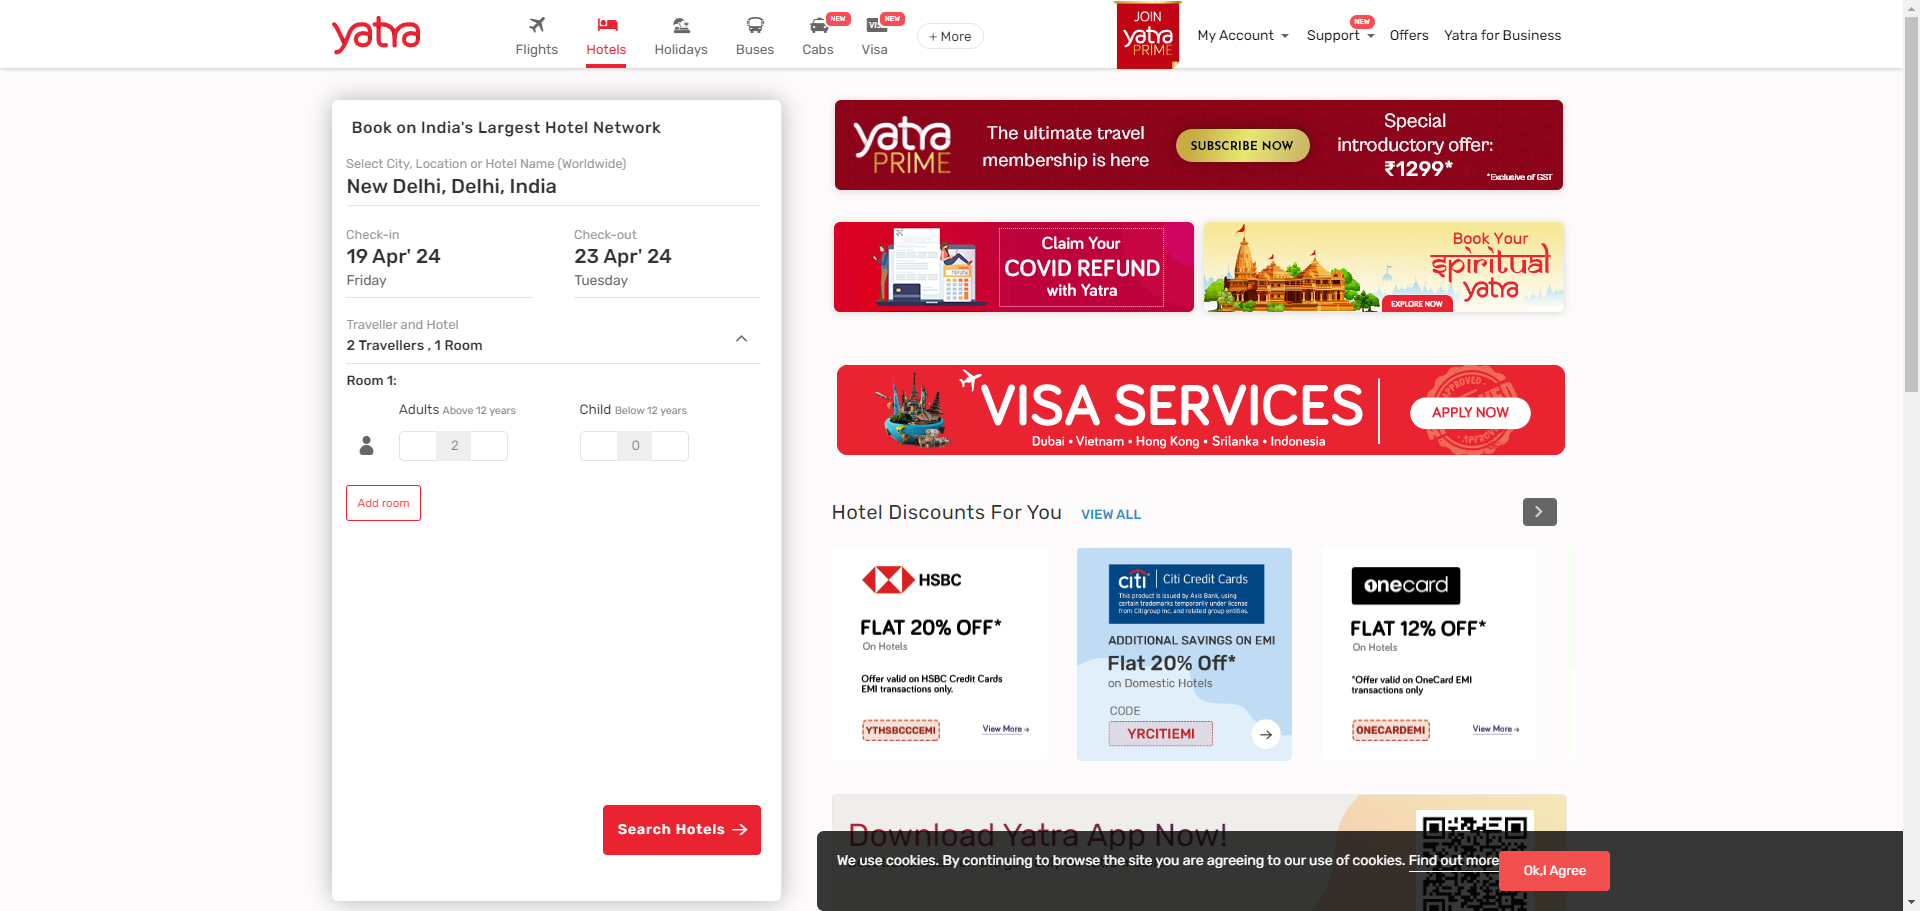 yatra
Flights
Hotels
Holidays
Buses
NEW
Cabs
NEW
VISA
Visa
+ More
JOIN
yatra
PRIME
My Account
NEW
Support
Offers
Yatra for Business
Book on India's Largest Hotel Network
Select City, Location or Hotel Name (Worldwide)
New Delhi, Delhi, India
Check-in
19 Apr' 24
Friday
Check-out
23 Apr' 24
Tuesday
Traveller and Hotel
2 Travellers , 1 Room
Room 1:
Adults Above 12 years
2
Child Below 12 years
0
Add room
Search Hotels
yatra
PRIME
The ultimate travel
membership is here
SUBSCRIBE NOW
Special
introductory offer:
₹1299*
*Exclusive of GST
Claim Your
COVID REFUND
with Yatra
Book Your
spiritual
yatra
EXPLORE NOW
VISA SERVICES
Dubai • Vietnam • Hong Kong • Srilanka • Indonesia
APPROVED
APPLY NOW
Hotel Discounts For You
VIEW ALL
HSBC
FLAT 20% OFF*
On Hotels
Offer valid on HSBC Credit Cards
EMI transactions only.
YTHSBCCCEMI
View More
citi
Citi Credit Cards
This product is issued by Axis Bank, using
certain trademarks temporarily under license
from Citigroup Inc. and related group entities.
ADDITIONAL SAVINGS ON EMI
Flat 20% Off*
on Domestic Hotels
CODE
YRCITIEMI
onecard
FLAT 12% OFF*
On Hotels
*Offer valid on OneCard EMI
transactions only
ONECARDEMI
View More
Download Yatra App Now!
We use cookies. By continuing to browse the site you are agreeing to our use of cookies. Find out more
Ok,I Agree